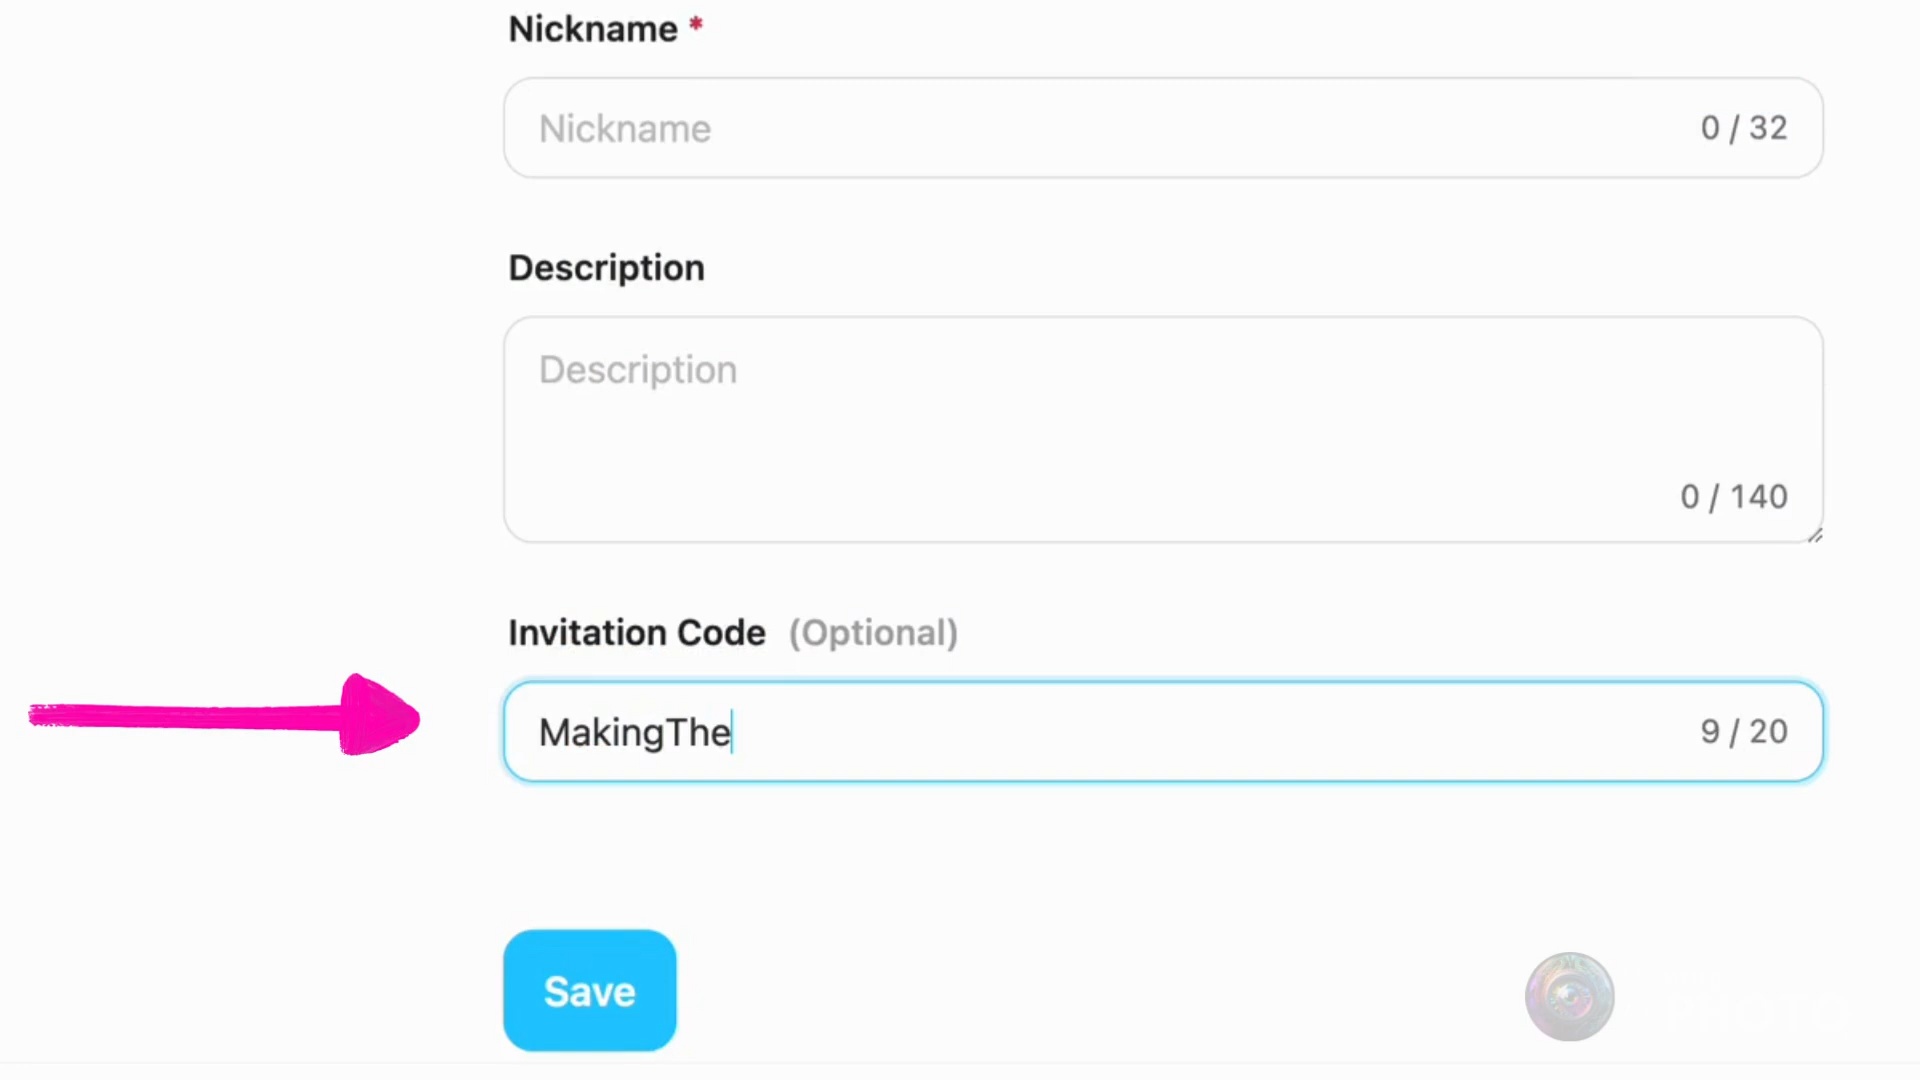 Nickname *
Nickname 0 / 32
Description
Description
0 / 140
Invitation Code (Optional)
MakingThe 9 / 20
Save